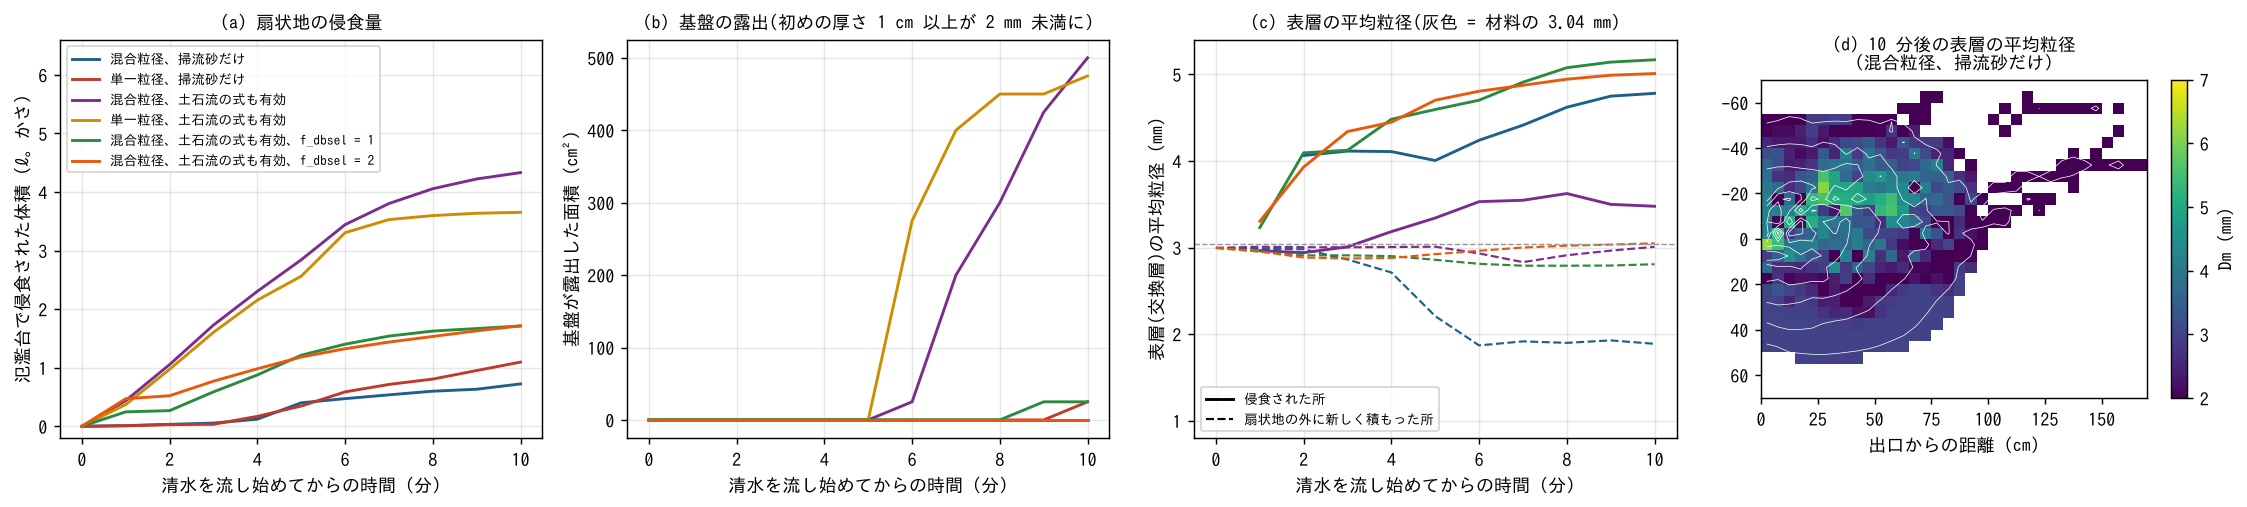 (a) 扇状地の侵食量
氾濫台で侵食された体積 (ℓ。かさ)
6
5
4
3
2
1
0
混合粒径、掃流砂だけ
単一粒径、掃流砂だけ
混合粒径、土石流の式も有効
単一粒径、土石流の式も有効
混合粒径、土石流の式も有効、f_dbsel = 1
混合粒径、土石流の式も有効、f_dbsel = 2
0 2 4 6 8 10
清水を流し始めてからの時間 (分)
(b) 基盤の露出(初めの厚さ 1 cm 以上が 2 mm 未満に)
基盤が露出した面積 (cm²)
500
400
300
200
100
0
0 2 4 6 8 10
清水を流し始めてからの時間 (分)
(c) 表層の平均粒径(灰色 = 材料の 3.04 mm)
表層(交換層)の平均粒径 (mm)
5
4
3
2
1
侵食された所
扇状地の外に新しく積もった所
0 2 4 6 8 10
清水を流し始めてからの時間 (分)
(d) 10 分後の表層の平均粒径
(混合粒径、掃流砂だけ)
-60
-40
-20
0
20
40
60
0 25 50 75 100 125 150
出口からの距離 (cm)
7
6
5
4
3
2
Dm (mm)